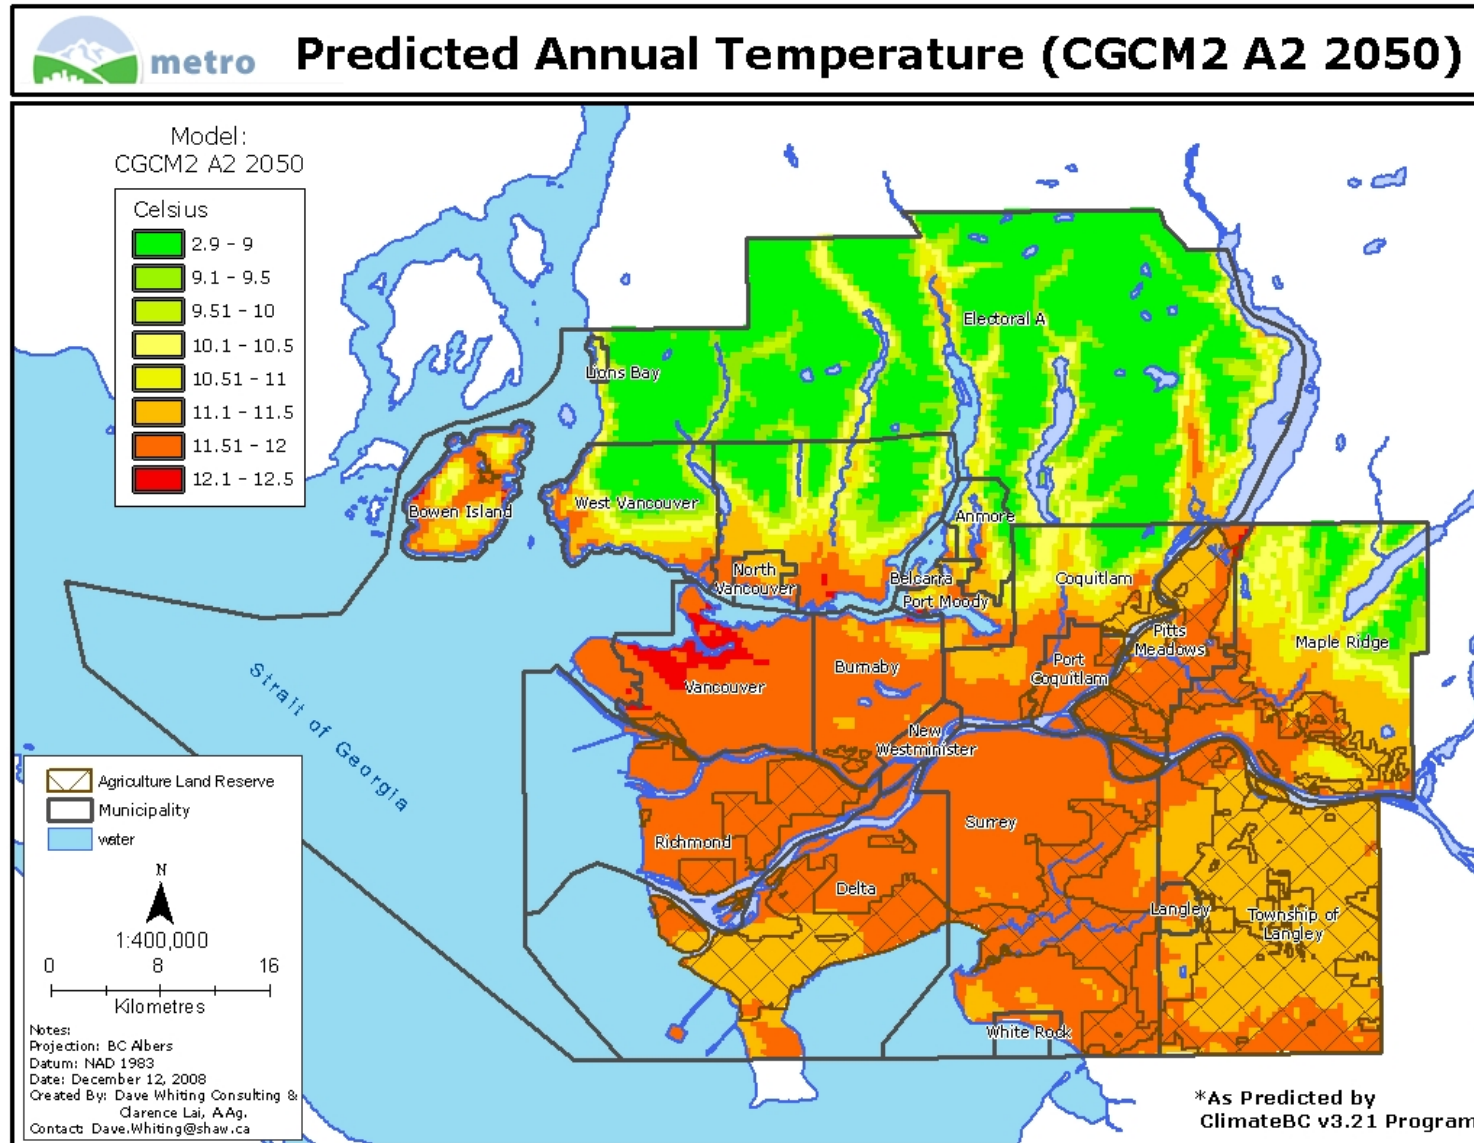 metro
Predicted Annual Temperature (CGCM2 A2 2050)
Model:
CGCM2 A2 2050
Celsius
2.9 - 9
9.1 - 9.5
9.51 - 10
10.1 - 10.5
10.51 - 11
11.1 - 11.5
11.51 - 12
12.1 - 12.5
Electoral A
Lions Bay
Bowen Island
West Vancouver
Anmore
North
Vancouver
Belcarra
Port Moody
Coquitlam
Pitts
Meadows
Maple Ridge
Port
Coquitlam
Burnaby
Vancouver
New
Westminister
Strait of Georgia
Richmond
Surrey
Delta
Langley
Township of
Langley
White Rock
Agriculture Land Reserve
Municipality
water
N
1:400,000
0 8 16
Kilometres
Notes:
Projection: BC Albers
Datum: NAD 1983
Date: December 12, 2008
Created By: Dave Whiting Consulting &
Clarence Lai, A.Ag.
Contact: Dave.Whiting@shaw.ca
*As Predicted by
ClimateBC v3.21 Program